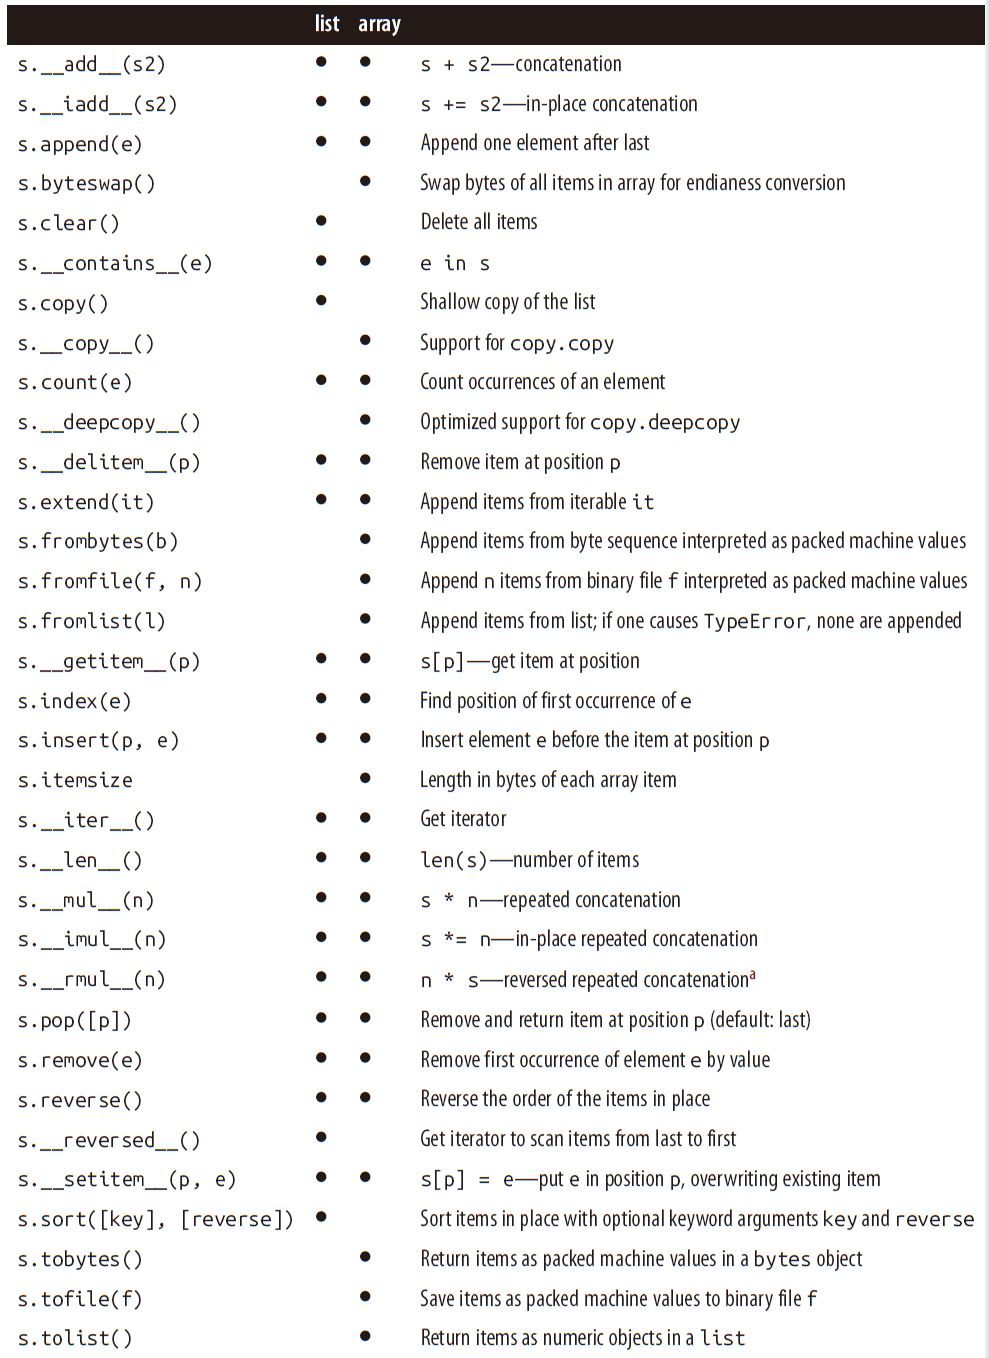 list array
s.__add__(s2) ● ● s + s2—concatenation
s.__iadd__(s2) ● ● s += s2—in-place concatenation
s.append(e) ● ● Append one element after last
s.byteswap() ● Swap bytes of all items in array for endianess conversion
s.clear() ● Delete all items
s.__contains__(e) ● ● e in s
s.copy() ● Shallow copy of the list
s.__copy__() ● Support for copy.copy
s.count(e) ● ● Count occurrences of an element
s.__deepcopy__() ● Optimized support for copy.deepcopy
s.__delitem__(p) ● ● Remove item at position p
s.extend(it) ● ● Append items from iterable it
s.frombytes(b) ● Append items from byte sequence interpreted as packed machine values
s.fromfile(f, n) ● Append n items from binary file f interpreted as packed machine values
s.fromlist(l) ● Append items from list; if one causes TypeError, none are appended
s.__getitem__(p) ● ● s[p]—get item at position
s.index(e) ● ● Find position of first occurrence of e
s.insert(p, e) ● ● Insert element e before the item at position p
s.itemsize ● Length in bytes of each array item
s.__iter__() ● ● Get iterator
s.__len__() ● ● len(s)—number of items
s.__mul__(n) ● ● s * n—repeated concatenation
s.__imul__(n) ● ● s *= n—in-place repeated concatenation
s.__rmul__(n) ● ● n * s—reversed repeated concatenationa
s.pop([p]) ● ● Remove and return item at position p (default: last)
s.remove(e) ● ● Remove first occurrence of element e by value
s.reverse() ● ● Reverse the order of the items in place
s.__reversed__() ● Get iterator to scan items from last to first
s.__setitem__(p, e) ● ● s[p] = e—put e in position p, overwriting existing item
s.sort([key], [reverse]) ● Sort items in place with optional keyword arguments key and reverse
s.tobytes() ● Return items as packed machine values in a bytes object
s.tofile(f) ● Save items as packed machine values to binary file f
s.tolist() ● Return items as numeric objects in a list